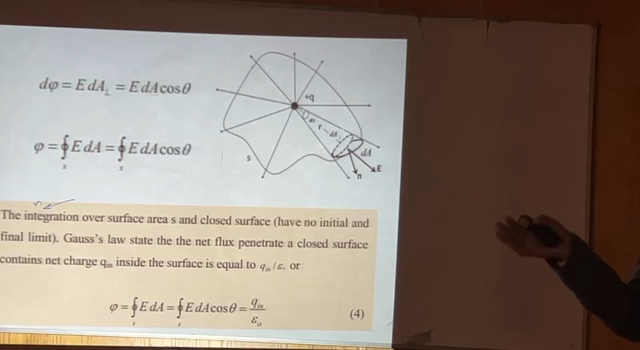 dφ = E dA⊥ = E dA cosθ
+q
dΩ
r
dA⊥
dA
E
n
s
φ = ∮ₛ E dA = ∮ₛ E dA cosθ
The integration over surface area s and closed surface (have no initial and
final limit). Gauss's law state the the net flux penetrate a closed surface
contains net charge qᵢₙ inside the surface is equal to qᵢₙ/ε. or
φ = ∮ₛ E dA = ∮ₛ E dA cosθ = qᵢₙ/εₒ (4)